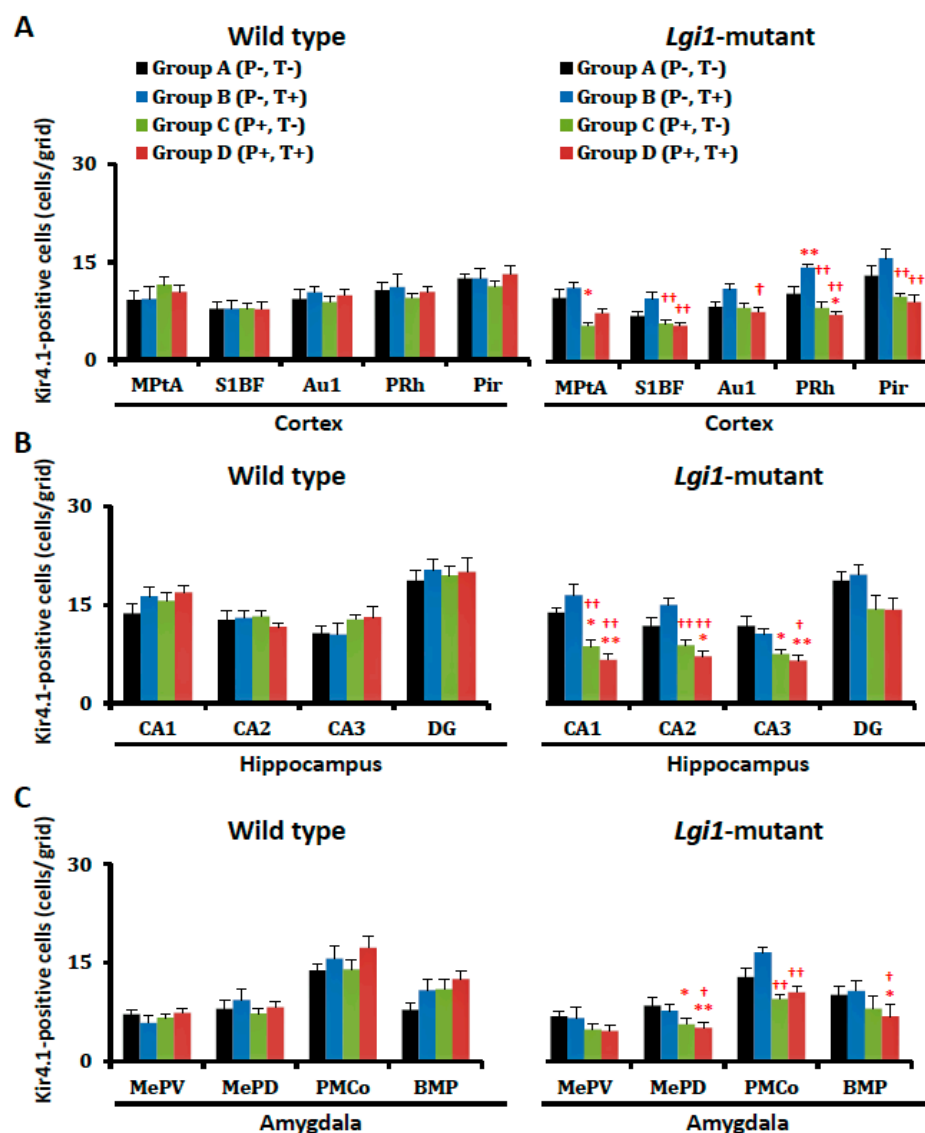 A
Wild type
Group A (P-, T-)
Group B (P-, T+)
Group C (P+, T-)
Group D (P+, T+)
Kir4.1-positive cells (cells/grid)
30
15
0
MPtA S1BF Au1 PRh Pir
Cortex
Lgi1-mutant
Group A (P-, T-)
Group B (P-, T+)
Group C (P+, T-)
Group D (P+, T+)
*
††
††
†
**
††
††
*
††
††
MPtA S1BF Au1 PRh Pir
Cortex
B
Wild type
Kir4.1-positive cells (cells/grid)
30
15
0
CA1 CA2 CA3 DG
Hippocampus
Lgi1-mutant
††
*
††
**
††
††
*
*
†
**
CA1 CA2 CA3 DG
Hippocampus
C
Wild type
Kir4.1-positive cells (cells/grid)
30
15
0
MePV MePD PMCo BMP
Amygdala
Lgi1-mutant
*
†
**
††
††
†
*
MePV MePD PMCo BMP
Amygdala